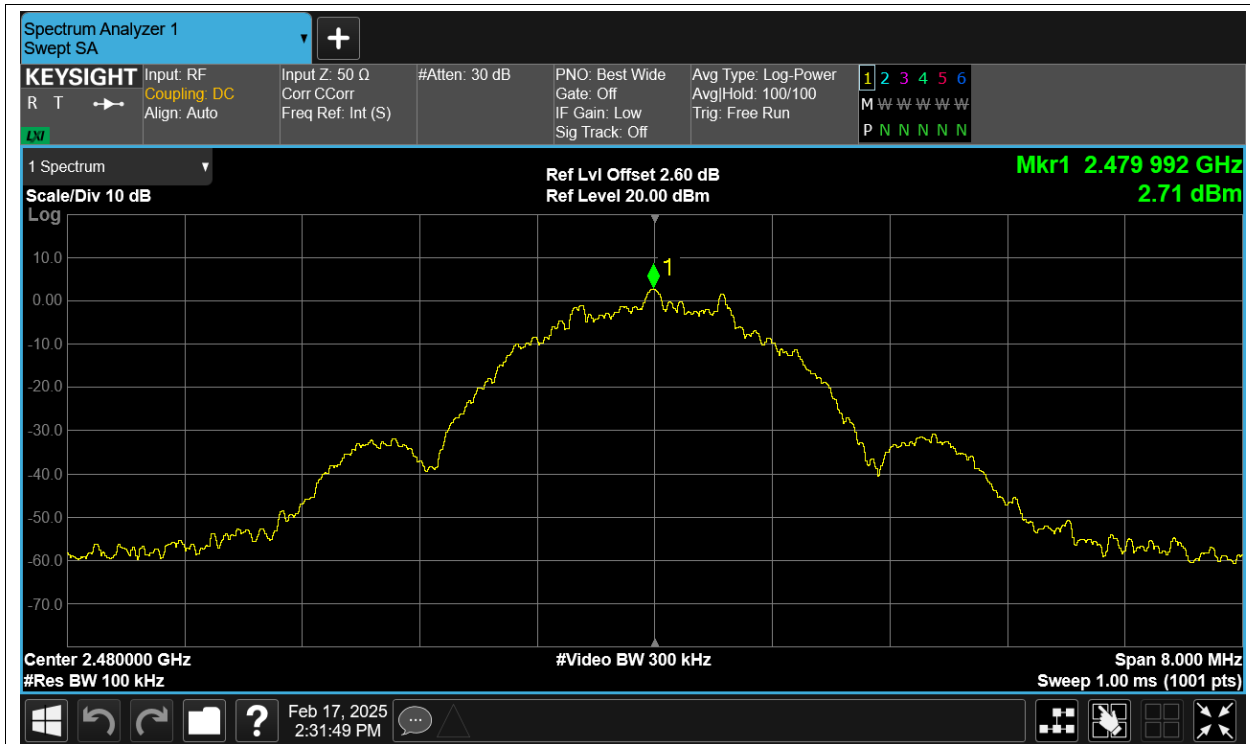 Spectrum Analyzer 1
Swept SA
+
KEYSIGHT Input: RF Input Z: 50 Ω #Atten: 30 dB PNO: Best Wide Avg Type: Log-Power 1 2 3 4 5 6
R T Coupling: DC Corr CCorr Gate: Off Avg|Hold: 100/100 M W W W W W
Align: Auto Freq Ref: Int (S) IF Gain: Low Trig: Free Run
LXI Sig Track: Off P N N N N N
1 Spectrum
Ref Lvl Offset 2.60 dB Mkr1 2.479 992 GHz
Scale/Div 10 dB Ref Level 20.00 dBm 2.71 dBm
Log
10.0
1
0.00
-10.0
-20.0
-30.0
-40.0
-50.0
-60.0
-70.0
Center 2.480000 GHz #Video BW 300 kHz Span 8.000 MHz
#Res BW 100 kHz Sweep 1.00 ms (1001 pts)
? Feb 17, 2025
2:31:49 PM